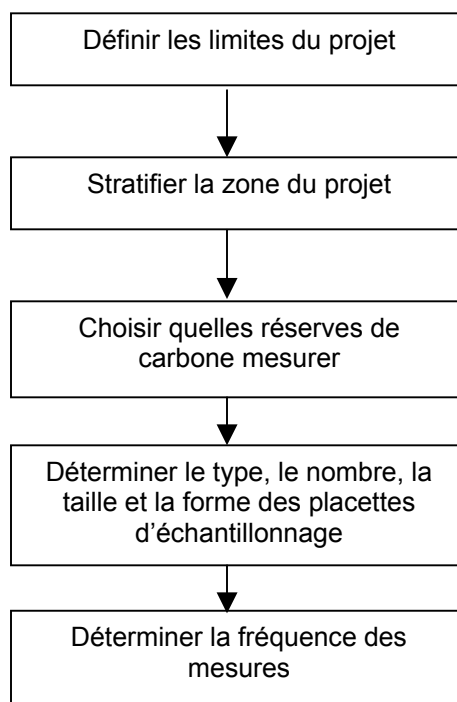 Définir les limites du projet
Stratifier la zone du projet
Choisir quelles réserves de
carbone mesurer
Déterminer le type, le nombre, la
taille et la forme des placettes
d’échantillonnage
Déterminer la fréquence des
mesures